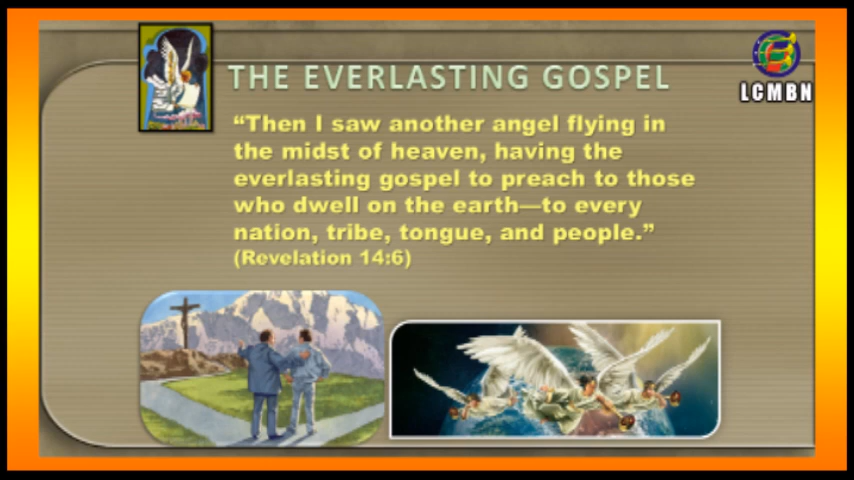 THE EVERLASTING GOSPEL
LCMBN
“Then I saw another angel flying in
the midst of heaven, having the
everlasting gospel to preach to those
who dwell on the earth—to every
nation, tribe, tongue, and people.”
(Revelation 14:6)